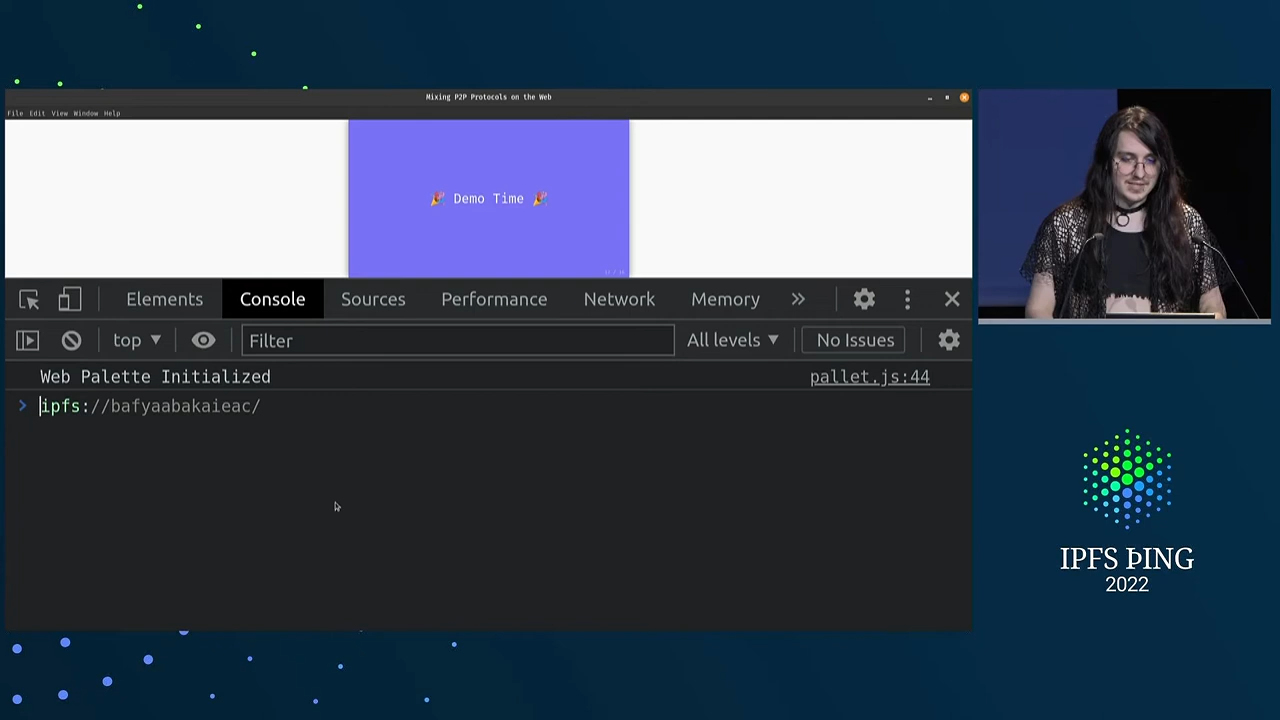 Mixing P2P Protocols on the Web
File Edit View Window Help
🎉 Demo Time 🎉
Elements Console Sources Performance Network Memory »
top ▼ Filter All levels ▼ No Issues
Web Palette Initialized pallet.js:44
> ipfs://bafyaabakaieac/
IPFS ÞING
2022